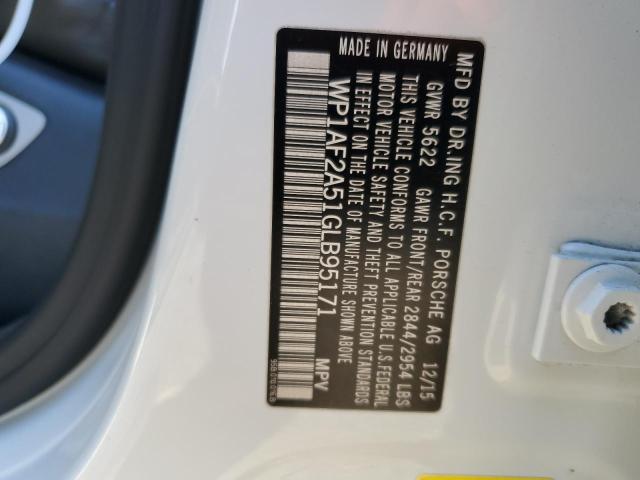 MFD BY DR.ING H.C.F. PORSCHE AG 12/15
GVWR 5622 GAWR FRONT/REAR 2844/2954 LBS
THIS VEHICLE CONFORMS TO ALL APPLICABLE U.S.FEDERAL
MOTOR VEHICLE SAFETY AND THEFT PREVENTION STANDARDS
IN EFFECT ON THE DATE OF MANUFACTURE SHOWN ABOVE
WP1AF2A51GLB95171 MPV
MADE IN GERMANY